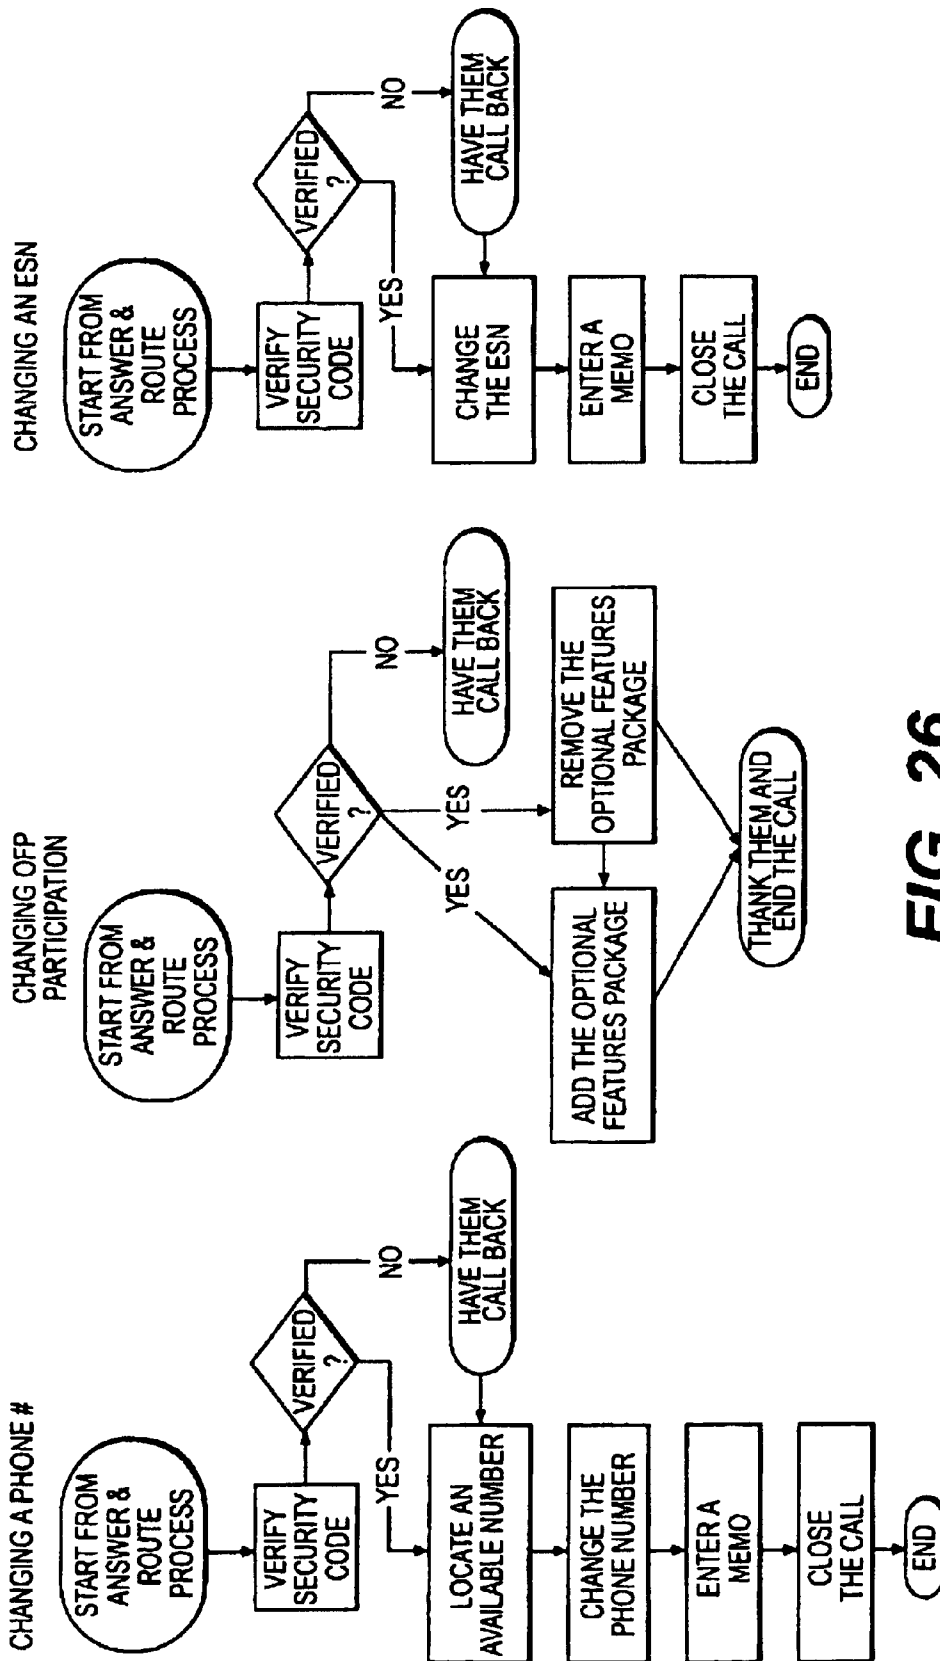 CHANGING A PHONE #
START FROM
ANSWER &
ROUTE
PROCESS
VERIFY
SECURITY
CODE
VERIFIED
?
NO
YES
HAVE THEM
CALL BACK
LOCATE AN
AVAILABLE NUMBER
CHANGE THE
PHONE NUMBER
ENTER A
MEMO
CLOSE
THE CALL
END
CHANGING OFP
PARTICIPATION
START FROM
ANSWER &
ROUTE
PROCESS
VERIFY
SECURITY
CODE
VERIFIED
?
NO
YES
YES
HAVE THEM
CALL BACK
ADD THE OPTIONAL
FEATURES PACKAGE
REMOVE THE
OPTIONAL FEATURES
PACKAGE
THANK THEM AND
END THE CALL
CHANGING AN ESN
START FROM
ANSWER &
ROUTE
PROCESS
VERIFY
SECURITY
CODE
VERIFIED
?
NO
YES
HAVE THEM
CALL BACK
CHANGE
THE ESN
ENTER A
MEMO
CLOSE
THE CALL
END
FIG 26